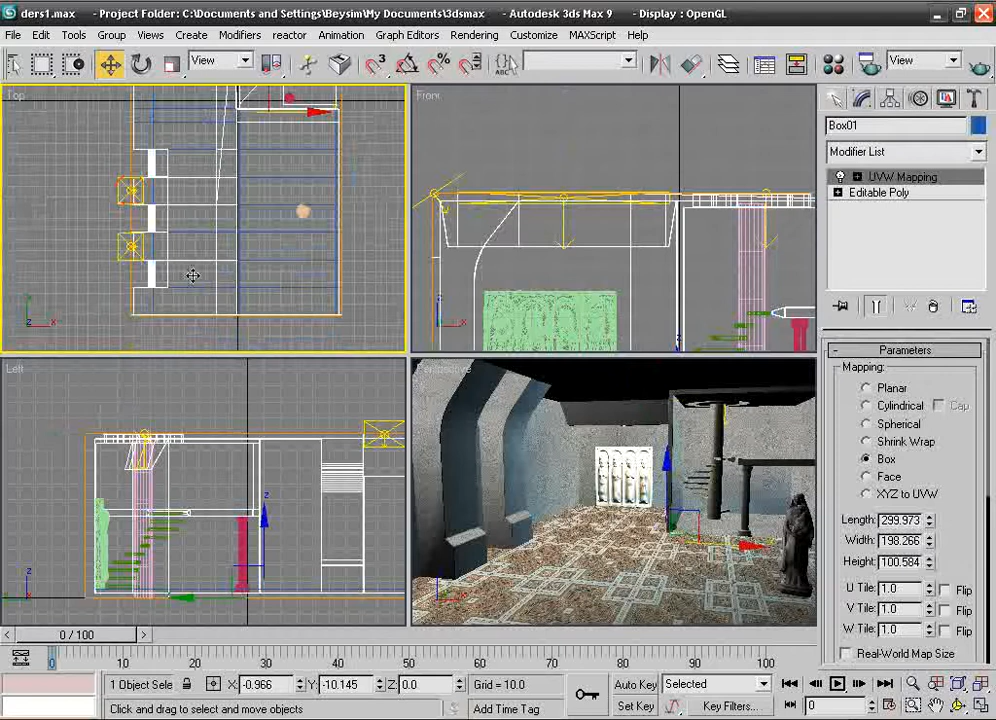 ders1.max - Project Folder: C:\Documents and Settings\Beysim\My Documents\3dsmax - Autodesk 3ds Max 9 - Display : OpenGL
File Edit Tools Group Views Create Modifiers reactor Animation Graph Editors Rendering Customize MAXScript Help
View 3 % ABC View
Top
Front
Box01
Modifier List
UVW Mapping
Editable Poly
Left
Perspective
Parameters
Mapping:
Planar
Cylindrical Cap
Spherical
Shrink Wrap
Box
Face
XYZ to UVW
Length: 299.973
Width: 198.266
Height: 100.584
U Tile: 1.0 Flip
V Tile: 1.0 Flip
W Tile: 1.0 Flip
Real-World Map Size
0 / 100
0 10 20 30 40 50 60 70 80 90 100
1 Object Sele X: -0.966 Y: -10.145 Z: 0.0 Grid = 10.0 Auto Key Selected
Click and drag to select and move objects Add Time Tag Set Key Key Filters... 0